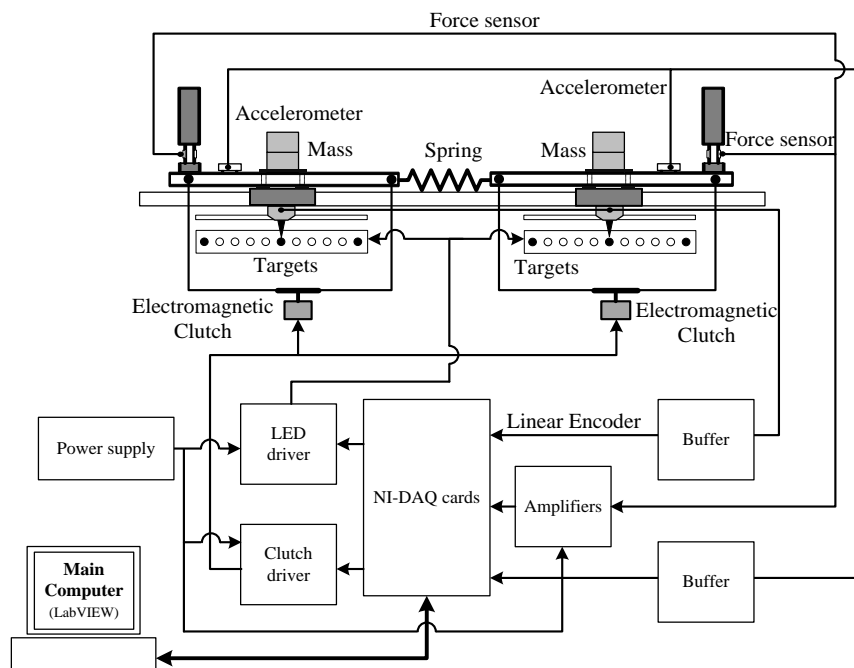 Force sensor
Accelerometer
Accelerometer
Mass
Spring
Mass
Force sensor
Targets
Targets
Electromagnetic
Clutch
Electromagnetic
Clutch
Power supply
LED
driver
Linear Encoder
Buffer
NI-DAQ cards
Amplifiers
Clutch
driver
Buffer
Main
Computer
(LabVIEW)